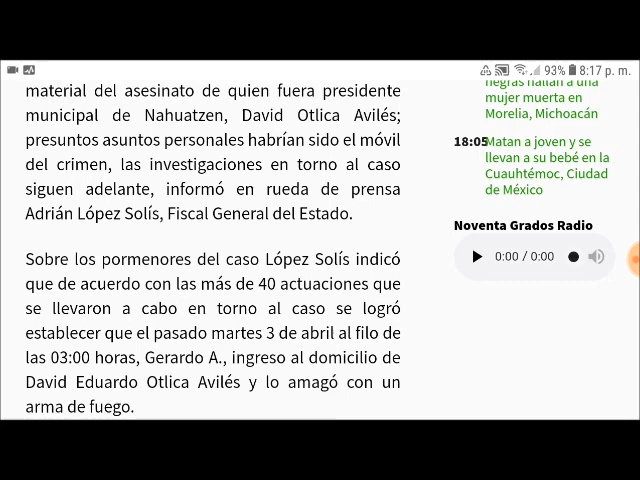 93% 8:17 p. m.
material del asesinato de quien fuera presidente
municipal de Nahuatzen, David Otlica Avilés;
presuntos asuntos personales habrían sido el móvil
del crimen, las investigaciones en torno al caso
siguen adelante, informó en rueda de prensa
Adrián López Solís, Fiscal General del Estado.
Sobre los pormenores del caso López Solís indicó
que de acuerdo con las más de 40 actuaciones que
se llevaron a cabo en torno al caso se logró
establecer que el pasado martes 3 de abril al filo de
las 03:00 horas, Gerardo A., ingreso al domicilio de
David Eduardo Otlica Avilés y lo amagó con un
arma de fuego.
negras hallan a una
mujer muerta en
Morelia, Michoacán
18:05 Matan a joven y se
llevan a su bebé en la
Cuauhtémoc, Ciudad
de México
Noventa Grados Radio
0:00 / 0:00